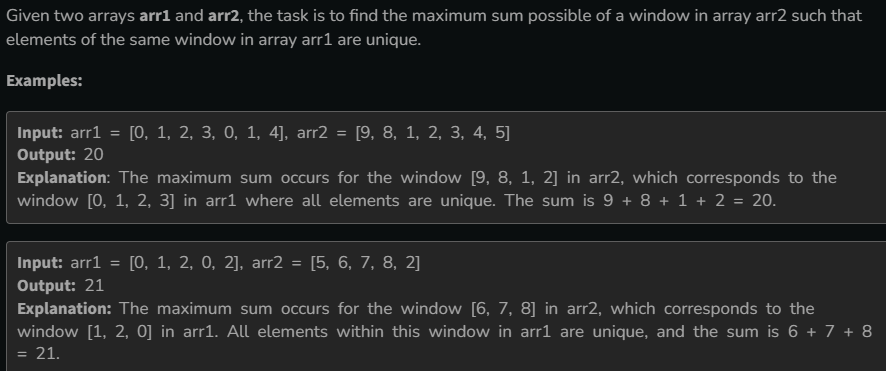 Given two arrays arr1 and arr2, the task is to find the maximum sum possible of a window in array arr2 such that
elements of the same window in array arr1 are unique.
Examples:
Input: arr1 = [0, 1, 2, 3, 0, 1, 4], arr2 = [9, 8, 1, 2, 3, 4, 5]
Output: 20
Explanation: The maximum sum occurs for the window [9, 8, 1, 2] in arr2, which corresponds to the
window [0, 1, 2, 3] in arr1 where all elements are unique. The sum is 9 + 8 + 1 + 2 = 20.
Input: arr1 = [0, 1, 2, 0, 2], arr2 = [5, 6, 7, 8, 2]
Output: 21
Explanation: The maximum sum occurs for the window [6, 7, 8] in arr2, which corresponds to the
window [1, 2, 0] in arr1. All elements within this window in arr1 are unique, and the sum is 6 + 7 + 8
= 21.